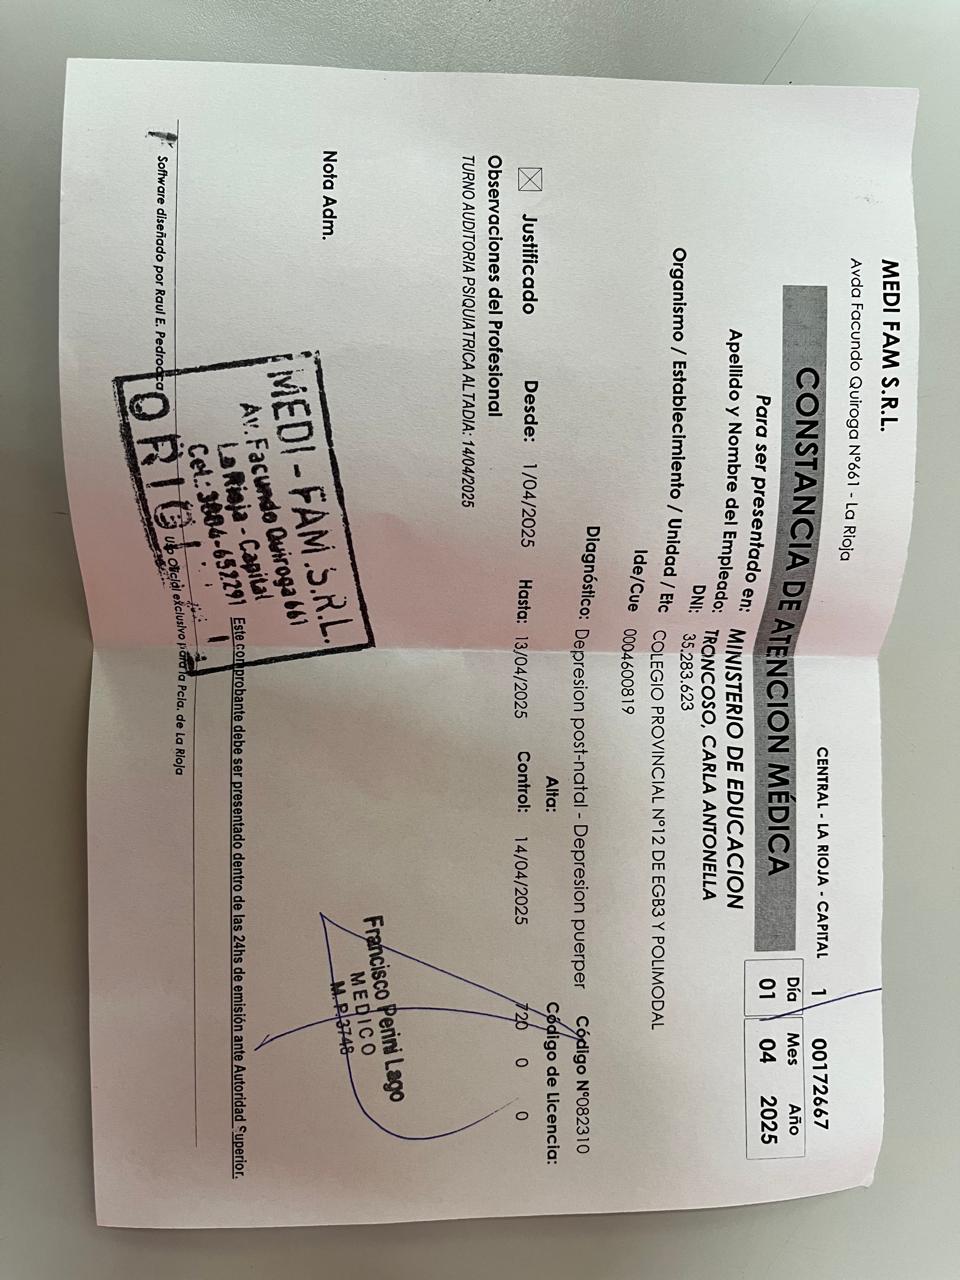 MEDI FAM S.R.L.
Avda Facundo Quiroga N°661 - La Rioja
CENTRAL - LA RIOJA - CAPITAL 1 00172667
CONSTANCIA DE ATENCION MÉDICA
Día Mes Año
01 04 2025
Para ser presentado en: MINISTERIO DE EDUCACION
Apellido y Nombre del Empleado: TRONCOSO, CARLA ANTONELLA
DNI: 35.283.623
Organismo / Establecimiento / Unidad / Etc COLEGIO PROVINCIAL N°12 DE EGB3 Y POLIMODAL
Ide/Cue 0004600819
Diagnóstico: Depresion post-natal - Depresion puerper Código N°082310
Alta: Código de Licencia:
Justificado Desde: 1/04/2025 Hasta: 13/04/2025 Control: 14/04/2025 720 0 0
Observaciones del Profesional
TURNO AUDITORIA PSIQUIATRICA ALTADIA: 14/04/2025
Francisco Perini Lago
MEDICO
M.P.3748
Nota Adm.
MEDI - FAM S.R.L.
Av. Facundo Quiroga 661
La Rioja - Capital
Cel.: 3804-652291
Este comprobante debe ser presentado dentro de las 24hs de emisión ante Autoridad Superior.
Software diseñado por Raul E. Pedroza
Uso Oficial exclusivo para la Pcia. de La Rioja